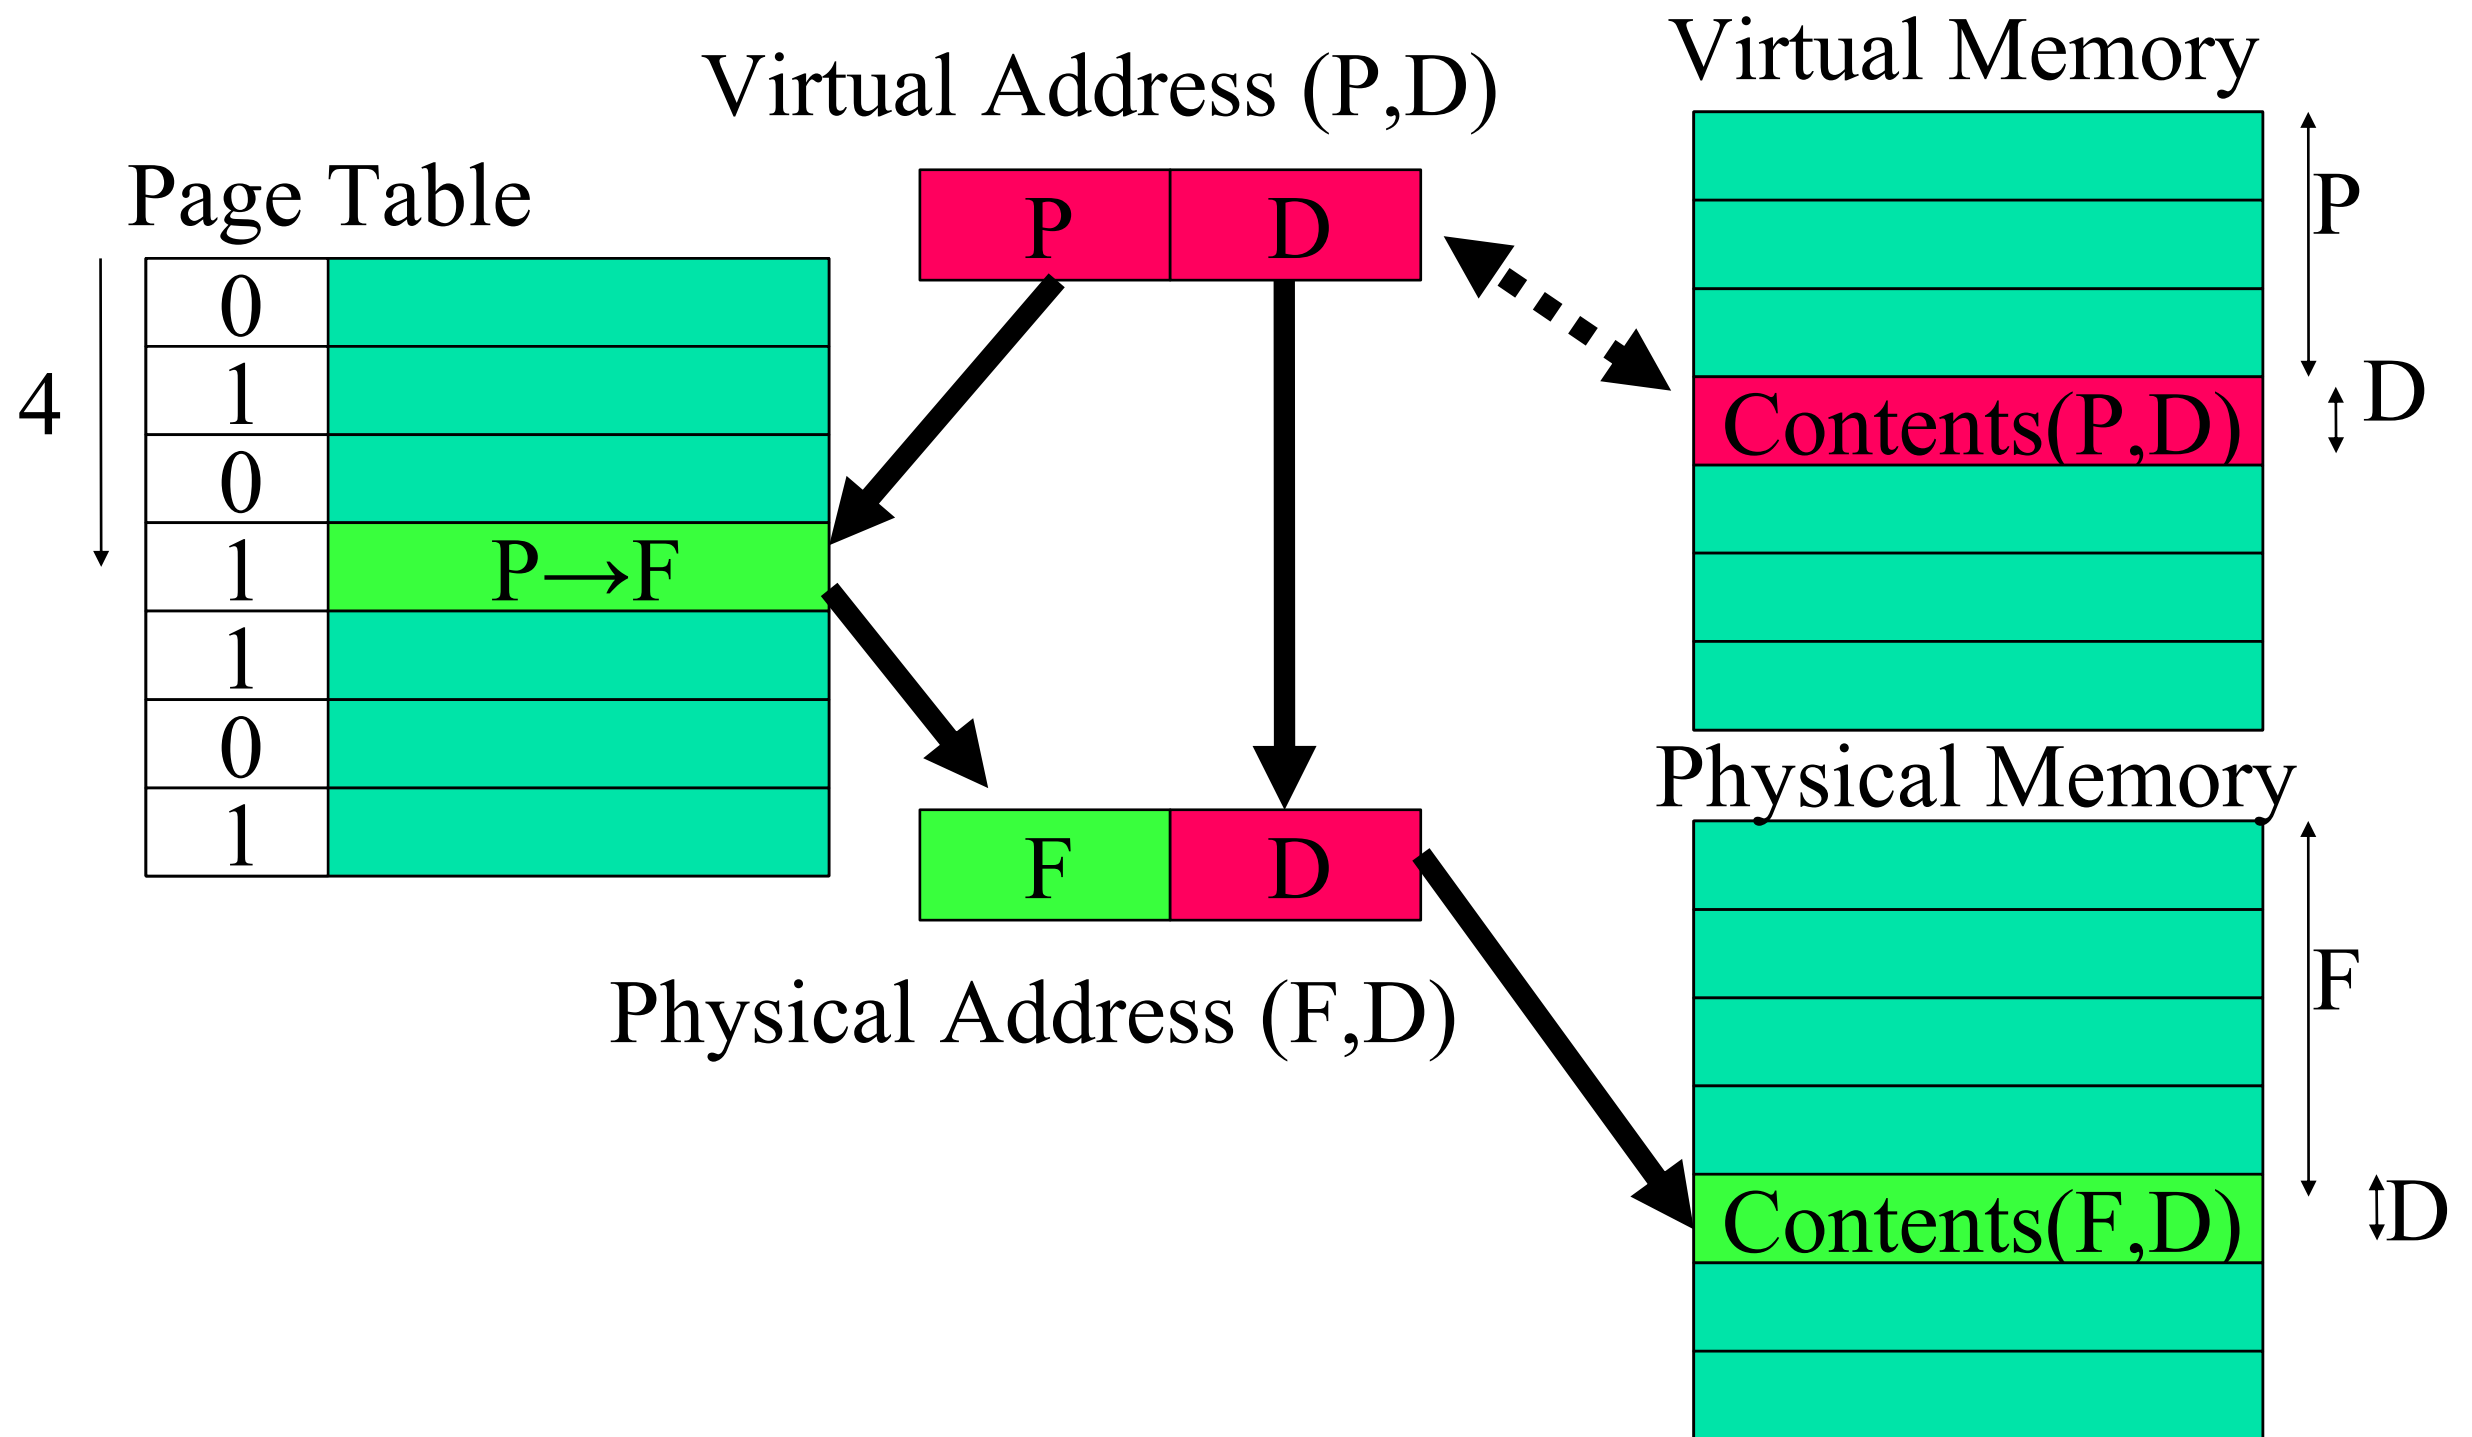 Virtual Address (P,D)
P D
Page Table
4
0
1
0
1 P→F
1
0
1
F D
Physical Address (F,D)
Virtual Memory
P
Contents(P,D) D
Physical Memory
F
Contents(F,D) D